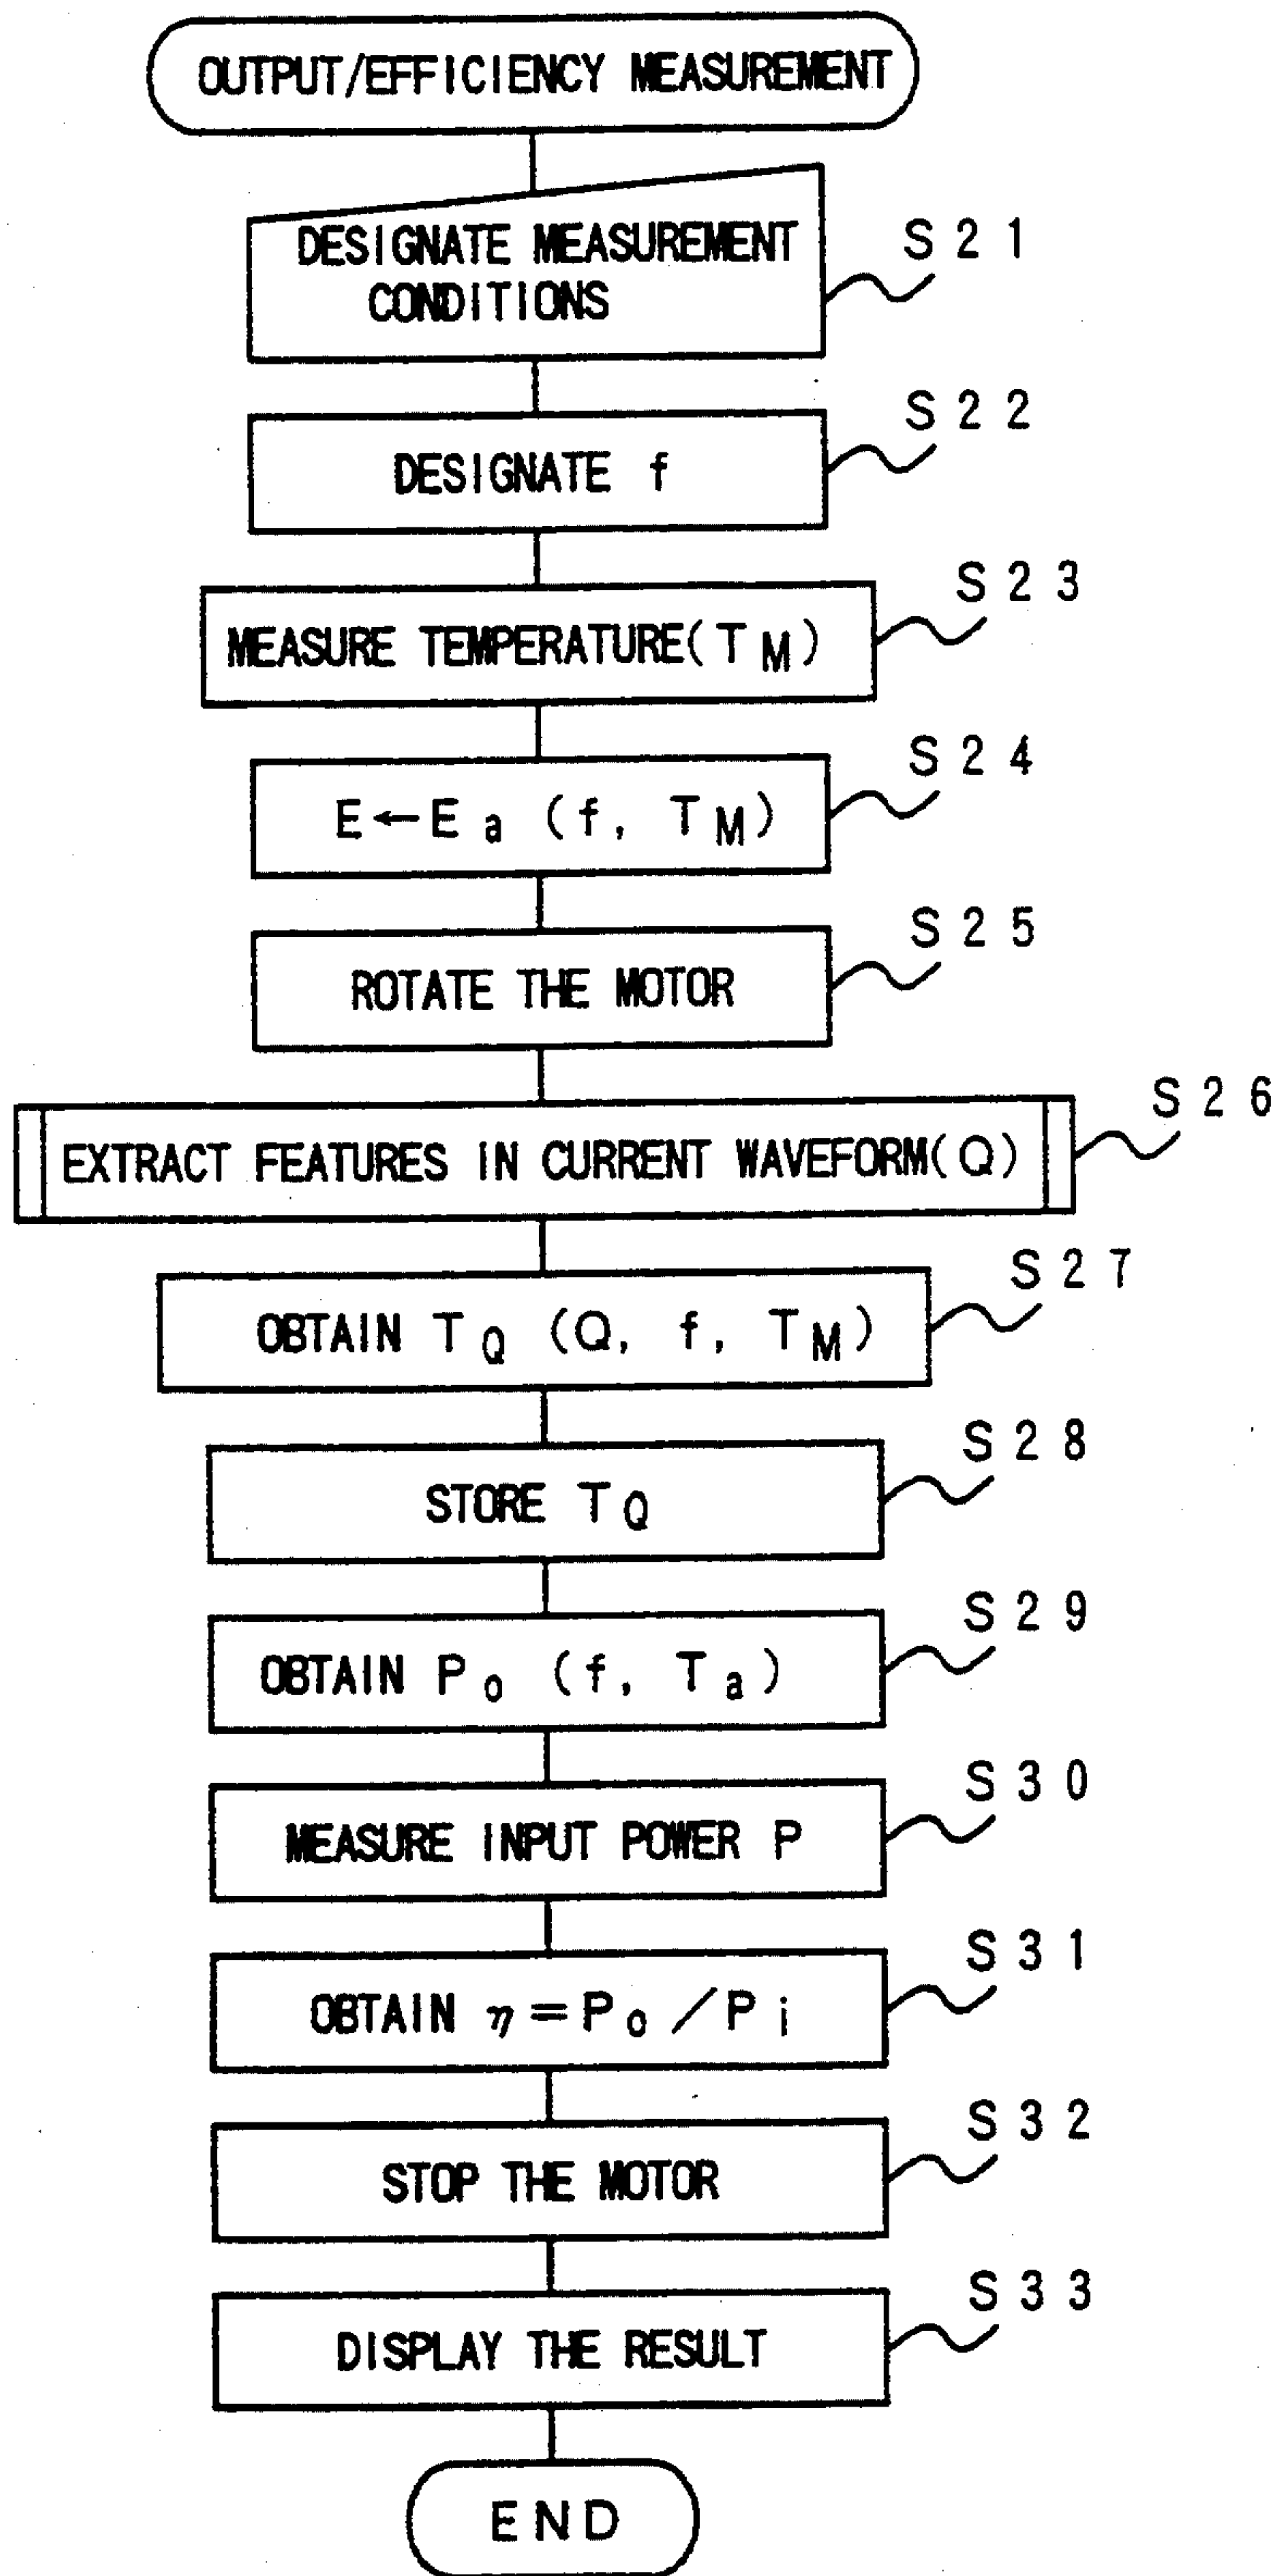 OUTPUT/EFFICIENCY MEASUREMENT
DESIGNATE MEASUREMENT
CONDITIONS
S21
DESIGNATE f
S22
MEASURE TEMPERATURE(TM)
S23
E←Ea (f, TM)
S24
ROTATE THE MOTOR
S25
EXTRACT FEATURES IN CURRENT WAVEFORM(Q)
S26
OBTAIN TQ (Q, f, TM)
S27
STORE TQ
S28
OBTAIN Po (f, Ta)
S29
MEASURE INPUT POWER P
S30
OBTAIN η=Po/Pi
S31
STOP THE MOTOR
S32
DISPLAY THE RESULT
S33
END